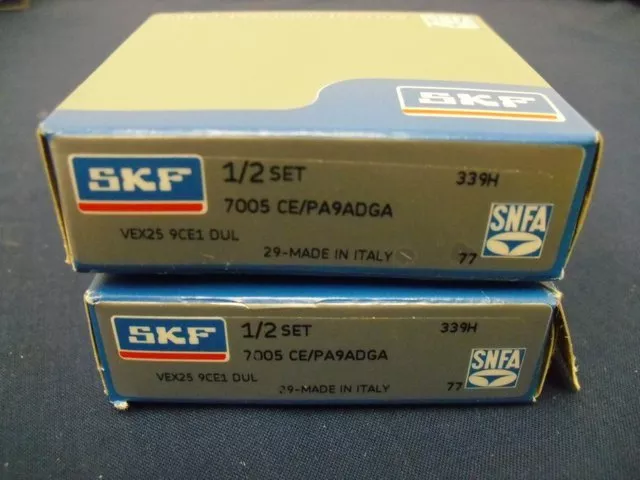 SKF
SKF
1/2 SET
339H
7005 CE/PA9ADGA
SNFA
VEX25 9CE1 DUL
29-MADE IN ITALY
77
SKF
1/2 SET
339H
7005 CE/PA9ADGA
SNFA
VEX25 9CE1 DUL
29-MADE IN ITALY
77